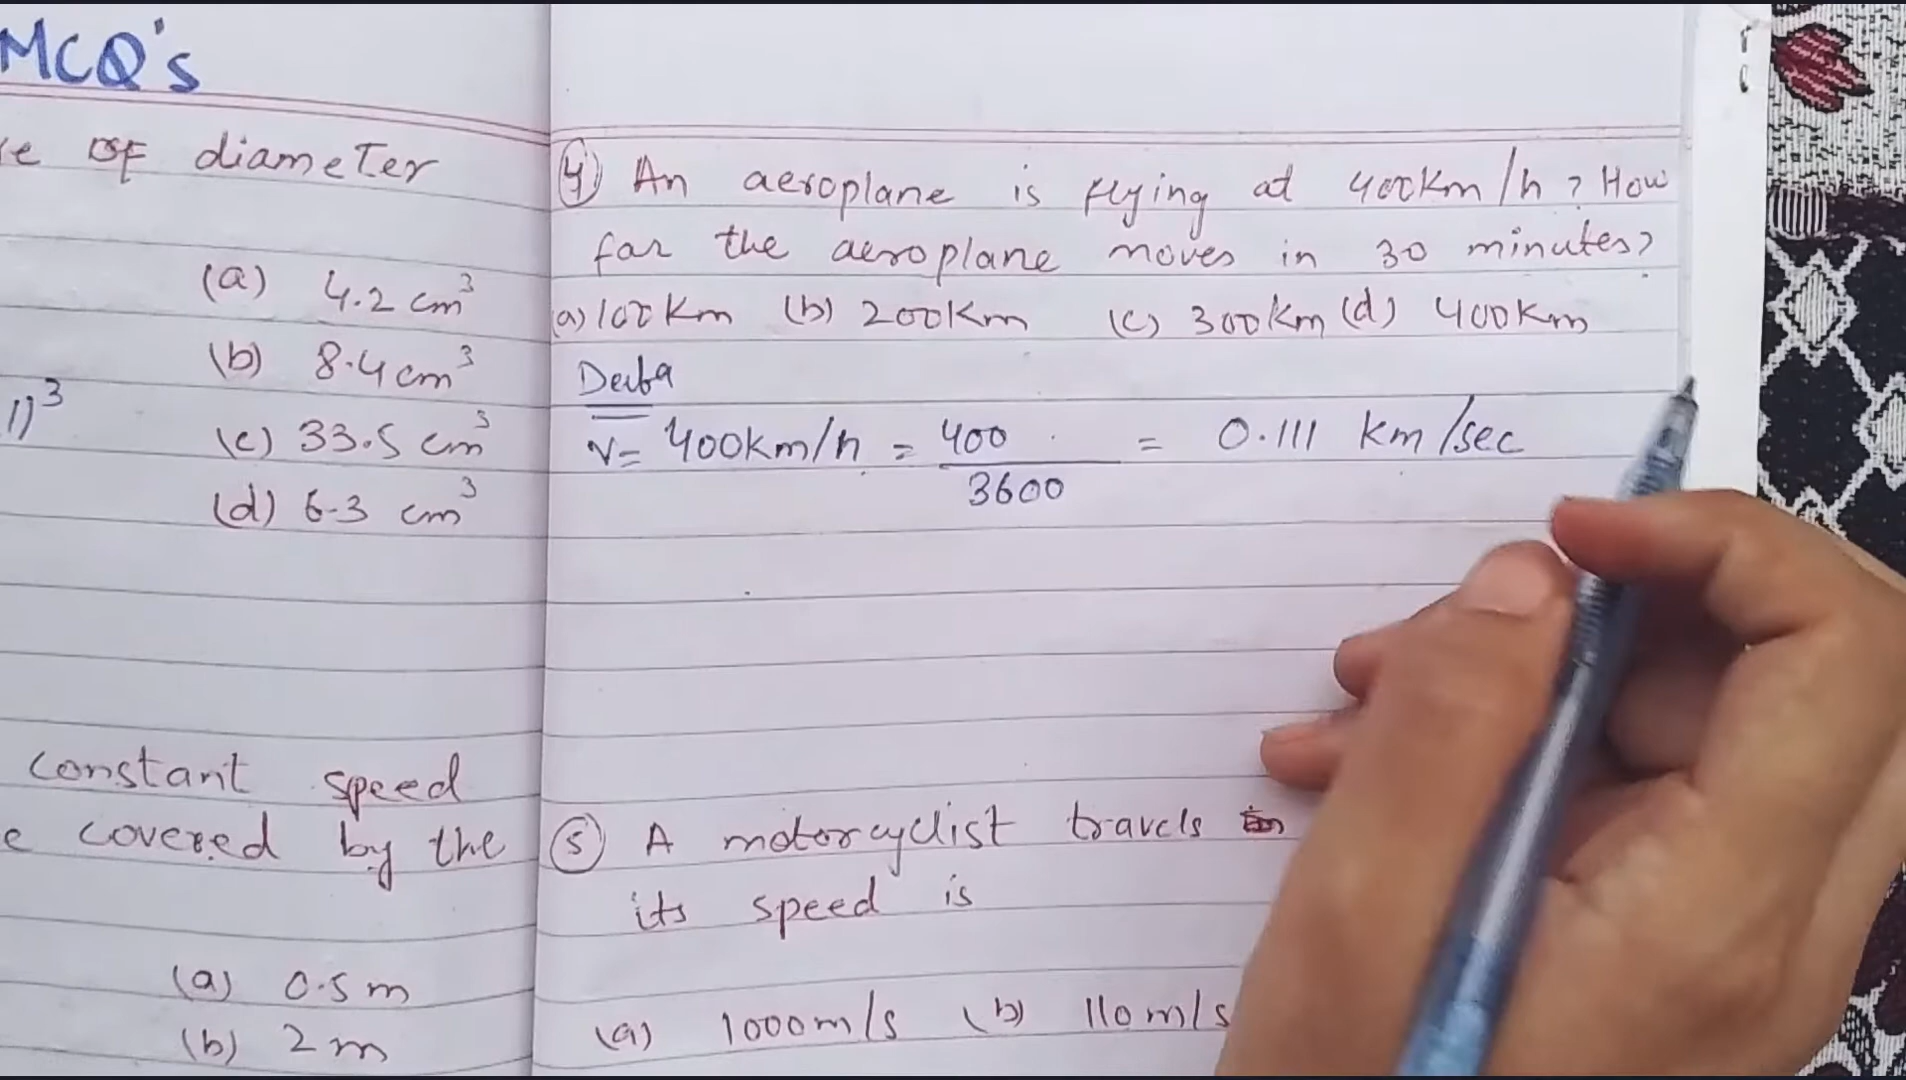 MCQ's
of diameter
(a) 4.2 cm³
(b) 8.4 cm³
1)³
(c) 33.5 cm³
(d) 6.3 cm³
constant speed
e covered by the
(a) 0.5 m
(b) 2 m
(4) An aeroplane is flying at 400km/h? How
far the aeroplane moves in 30 minutes?
(a) 100km (b) 200km (c) 300km (d) 400km
V= 400km/h = 400/3600 = 0.111 km/sec
(5) A motorcyclist travels
its speed is
(a) 1000m/s (b) 110m/s